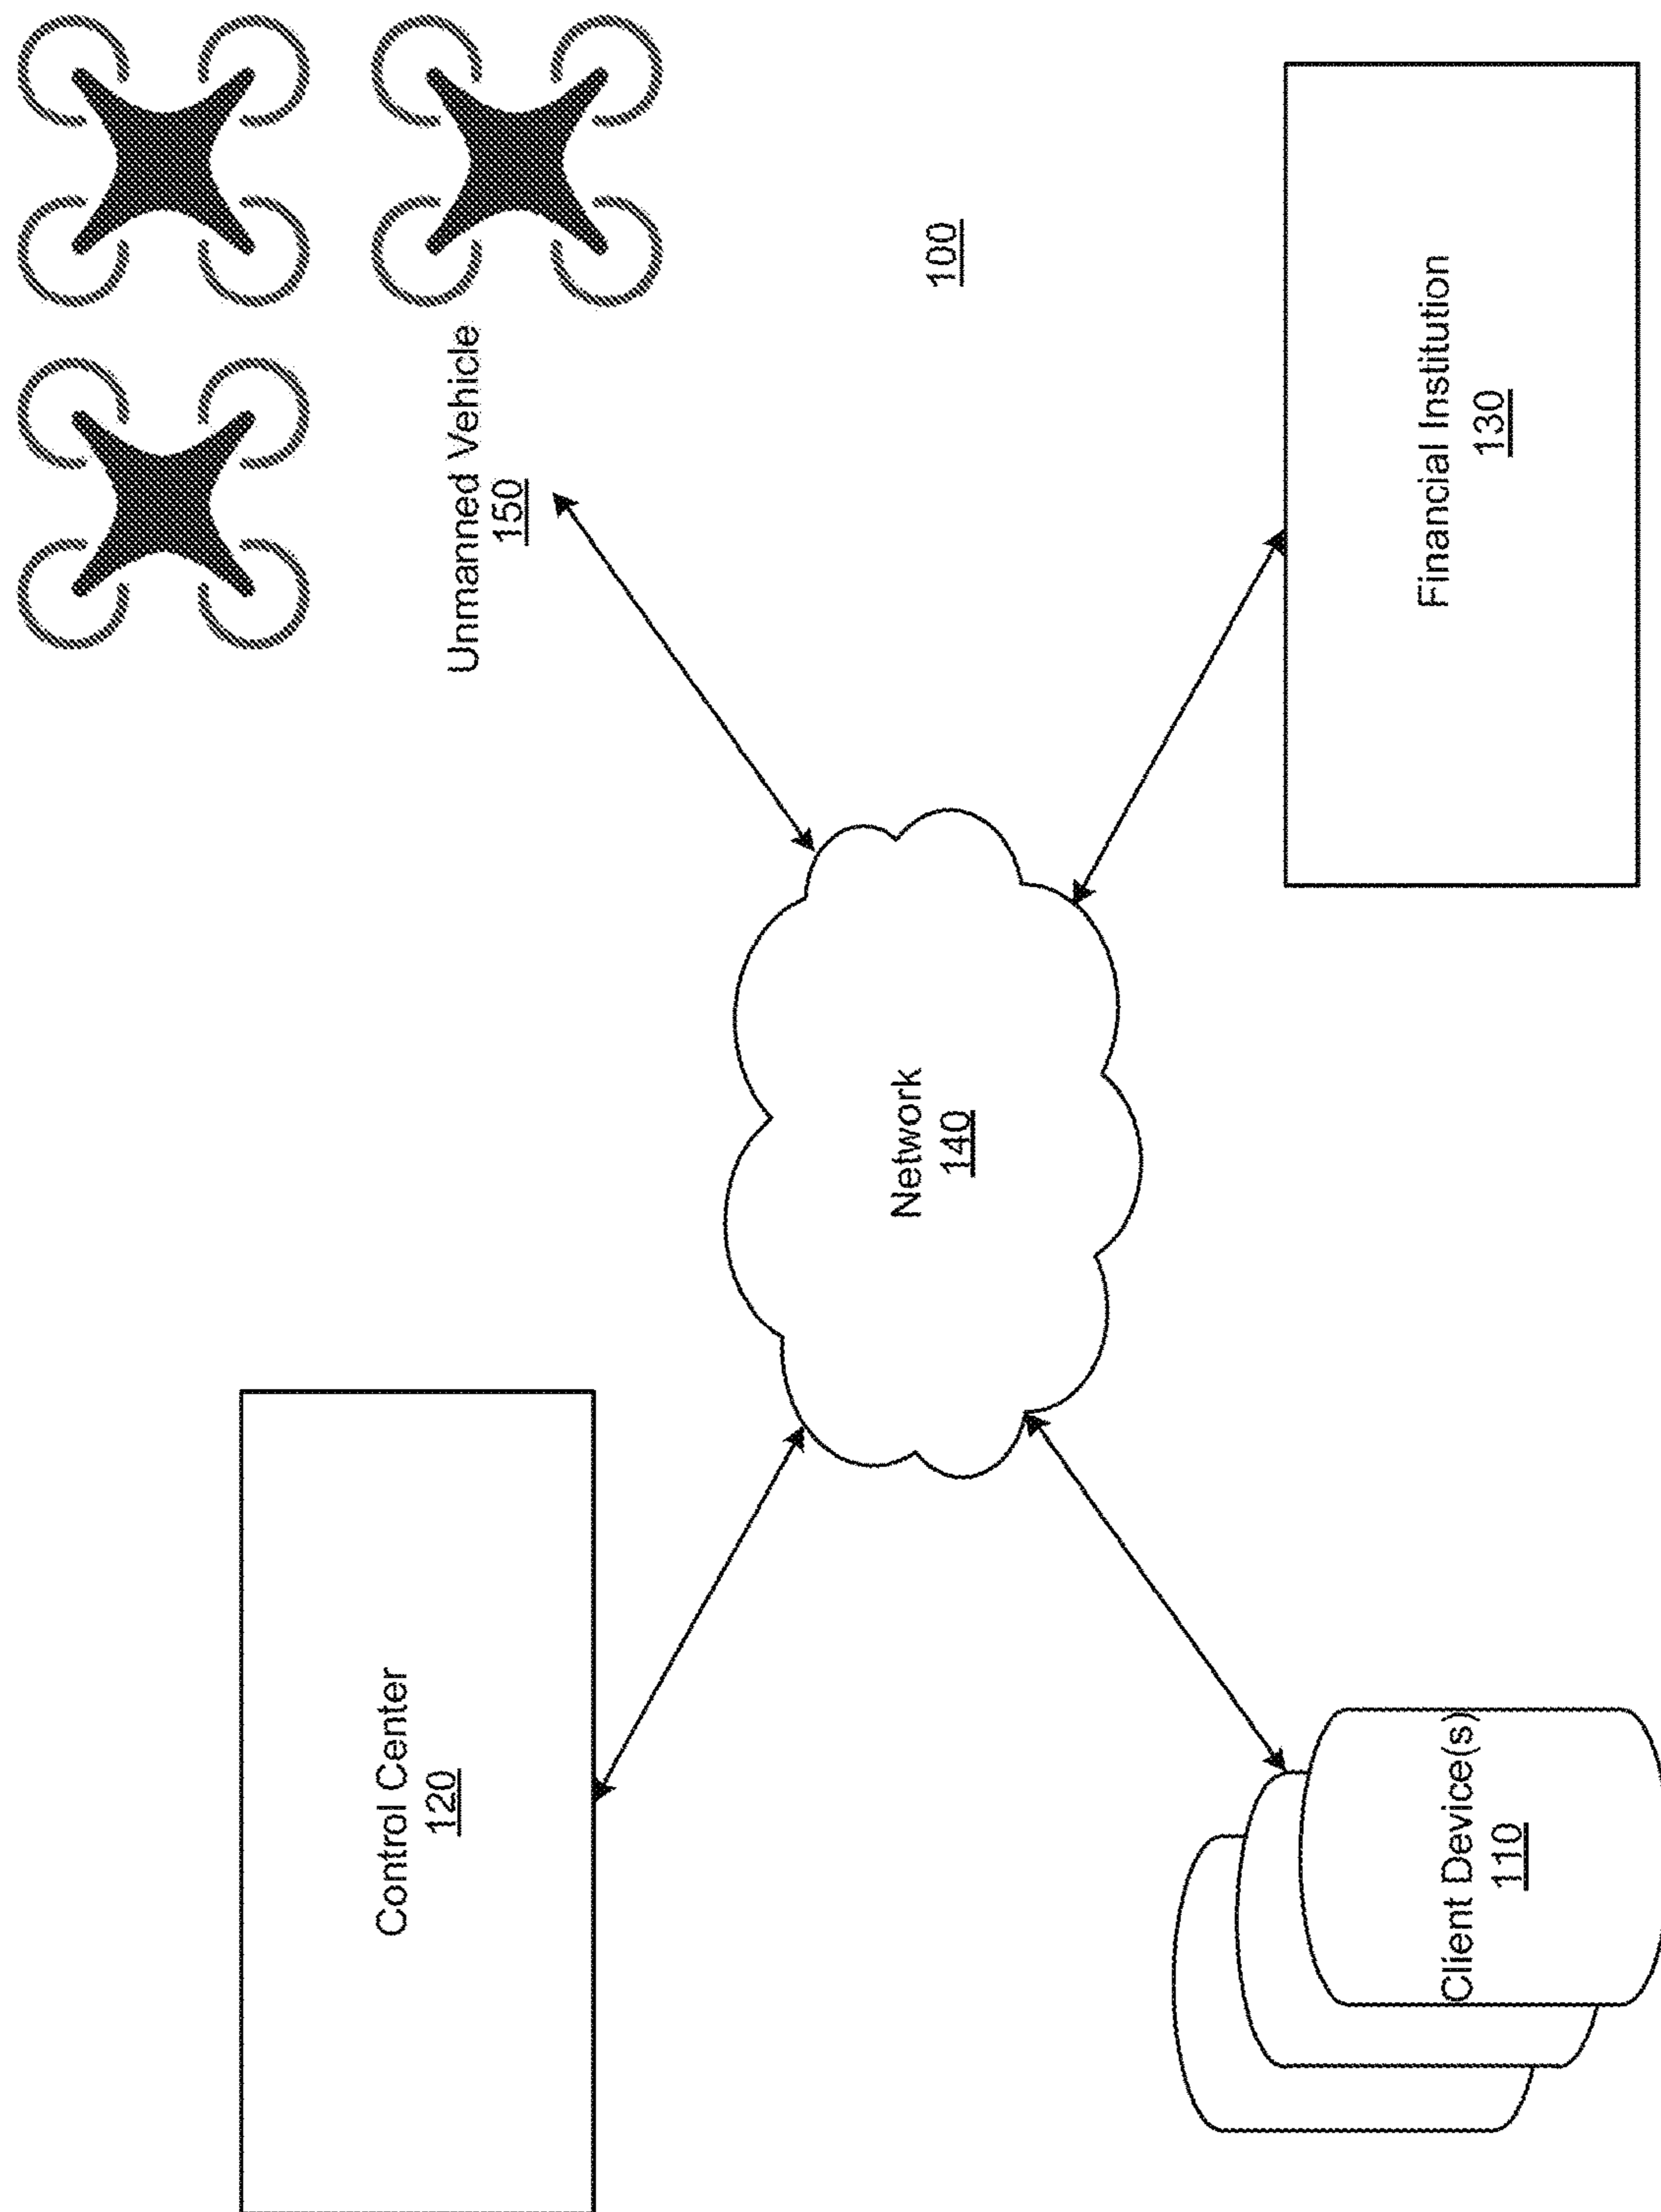 Control Center
120
Unmanned Vehicle
150
Network
140
100
Client Device(s)
110
Financial Institution
130